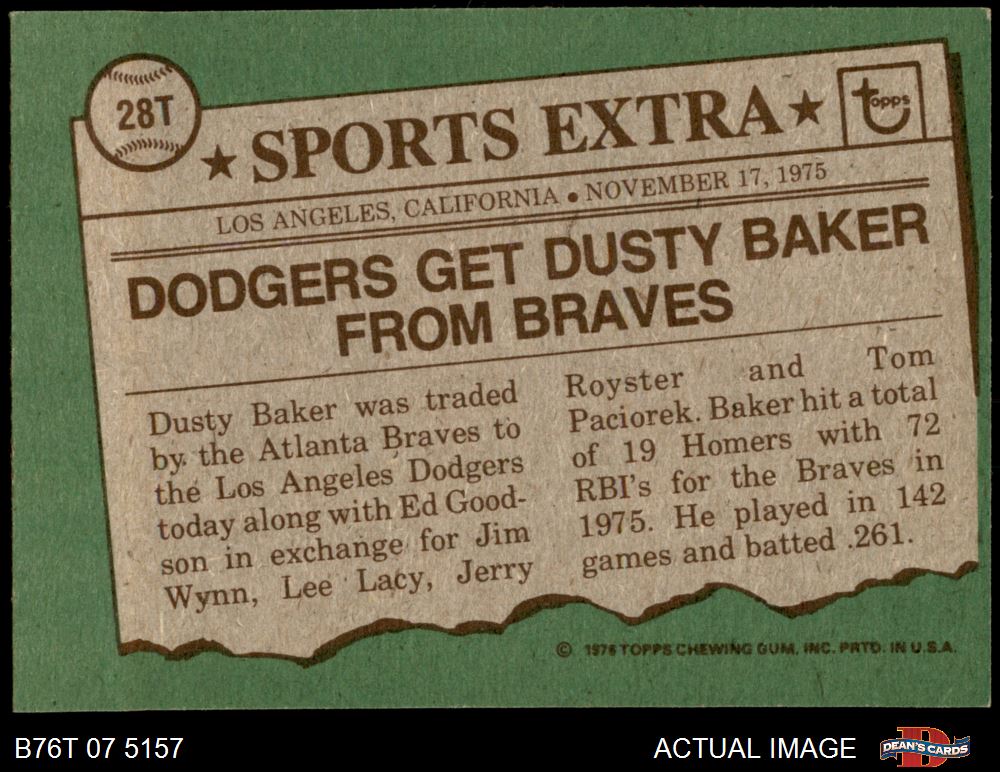 28T
★ SPORTS EXTRA ★
topps
LOS ANGELES, CALIFORNIA • NOVEMBER 17, 1975
DODGERS GET DUSTY BAKER
FROM BRAVES
Dusty Baker was traded
by the Atlanta Braves to
the Los Angeles Dodgers
today along with Ed Good-
son in exchange for Jim
Wynn, Lee Lacy, Jerry
Royster and Tom
Paciorek. Baker hit a total
of 19 Homers with 72
RBI's for the Braves in
1975. He played in 142
games and batted .261.
© 1976 TOPPS CHEWING GUM, INC. PRTD. IN U.S.A.
B76T 07 5157
ACTUAL IMAGE
D
DEAN'S CARDS